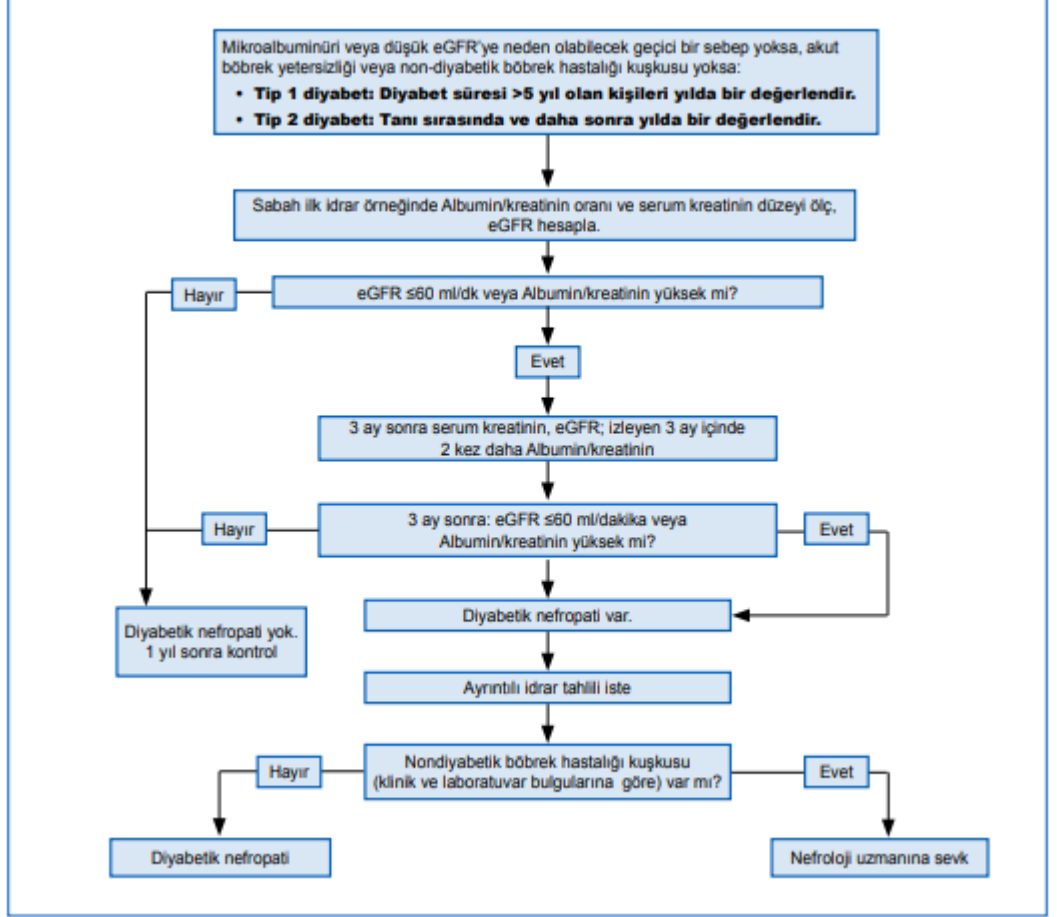 Mikroalbuminüri veya düşük eGFR'ye neden olabilecek geçici bir sebep yoksa, akut
böbrek yetersizliği veya non-diyabetik böbrek hastalığı kuşkusu yoksa:
• Tip 1 diyabet: Diyabet süresi >5 yıl olan kişileri yılda bir değerlendir.
• Tip 2 diyabet: Tanı sırasında ve daha sonra yılda bir değerlendir.
Sabah ilk idrar örneğinde Albumin/kreatinin oranı ve serum kreatinin düzeyi ölç,
eGFR hesapla.
Hayır
eGFR ≤60 ml/dk veya Albumin/kreatinin yüksek mi?
Evet
3 ay sonra serum kreatinin, eGFR; izleyen 3 ay içinde
2 kez daha Albumin/kreatinin
Hayır
3 ay sonra: eGFR ≤60 ml/dakika veya
Albumin/kreatinin yüksek mi?
Evet
Diyabetik nefropati yok.
1 yıl sonra kontrol
Diyabetik nefropati var.
Ayrıntılı idrar tahlili iste
Hayır
Nondiyabetik böbrek hastalığı kuşkusu
(klinik ve laboratuvar bulgularına göre) var mı?
Evet
Diyabetik nefropati
Nefroloji uzmanına sevk